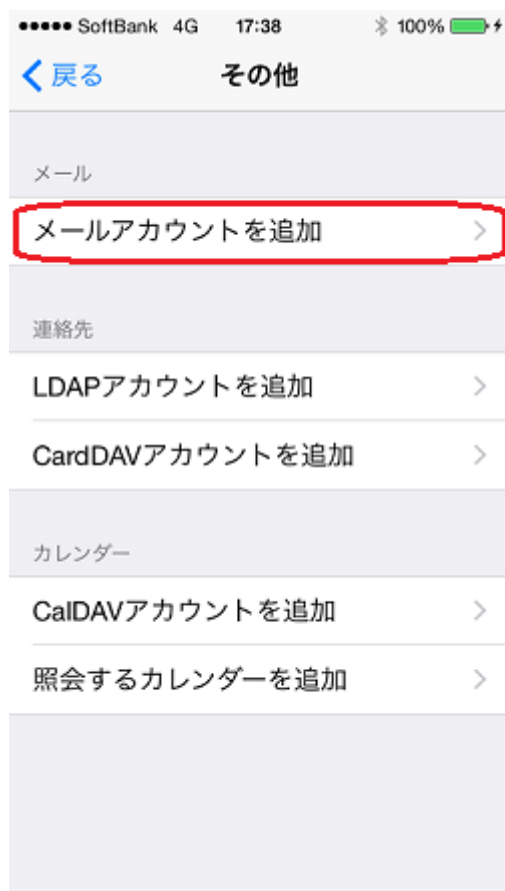 SoftBank 4G 17:38 100%
戻る その他
メール
メールアカウントを追加
連絡先
LDAPアカウントを追加
CardDAVアカウントを追加
カレンダー
CalDAVアカウントを追加
照会するカレンダーを追加